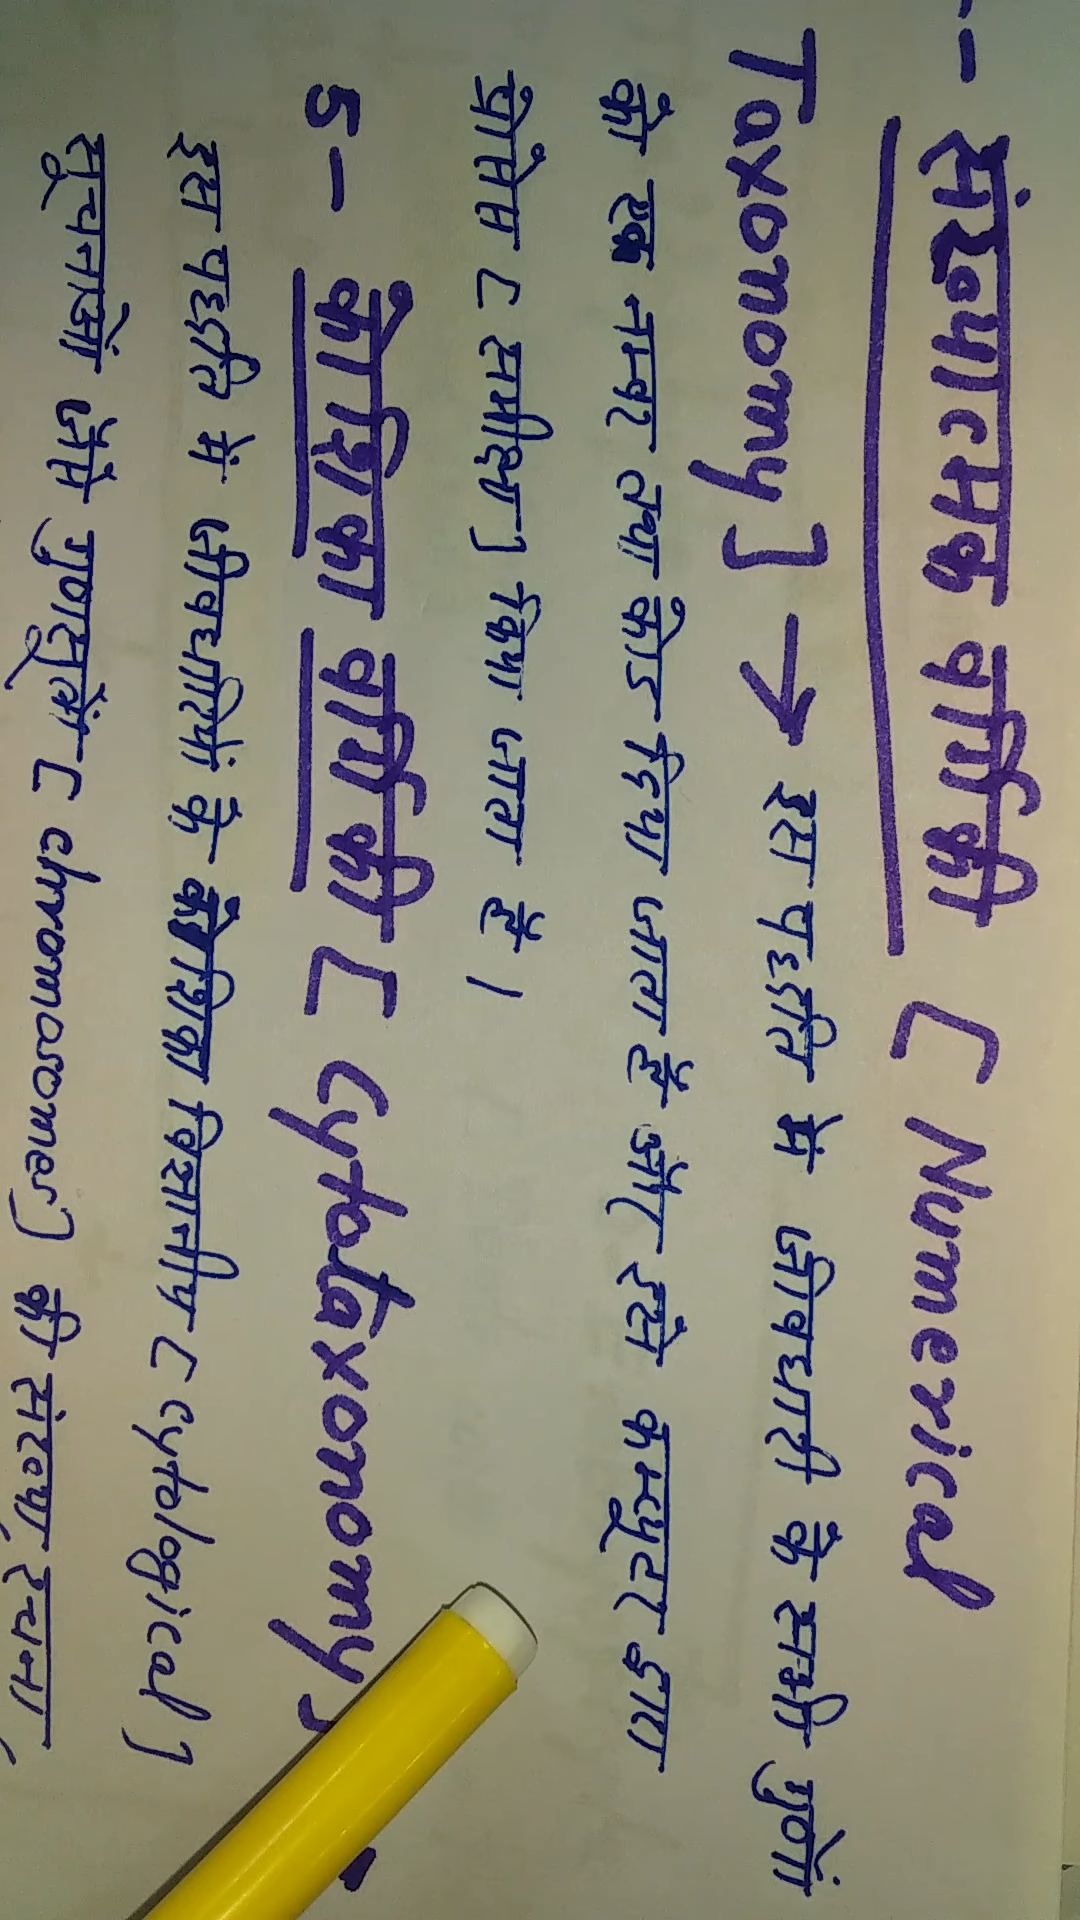 संख्यात्मक वर्गिकी [ Numerical
Taxonomy ] → इस पद्धति में जीवधारी के सभी गुणों
को एक नम्बर तथा कोड दिया जाता है और इसे कम्प्यूटर द्वारा
प्रोसेस [ समीक्षा ] किया जाता है ।
5 - कोशिका वर्गिकी [ Cytotaxonomy ]
इस पद्धति में जीवधारियों के कोशिका विज्ञानीय [ Cytological ]
सूचनाओं जैसे गुणसूत्रों [ chromosomes ] की संख्या, रचना,